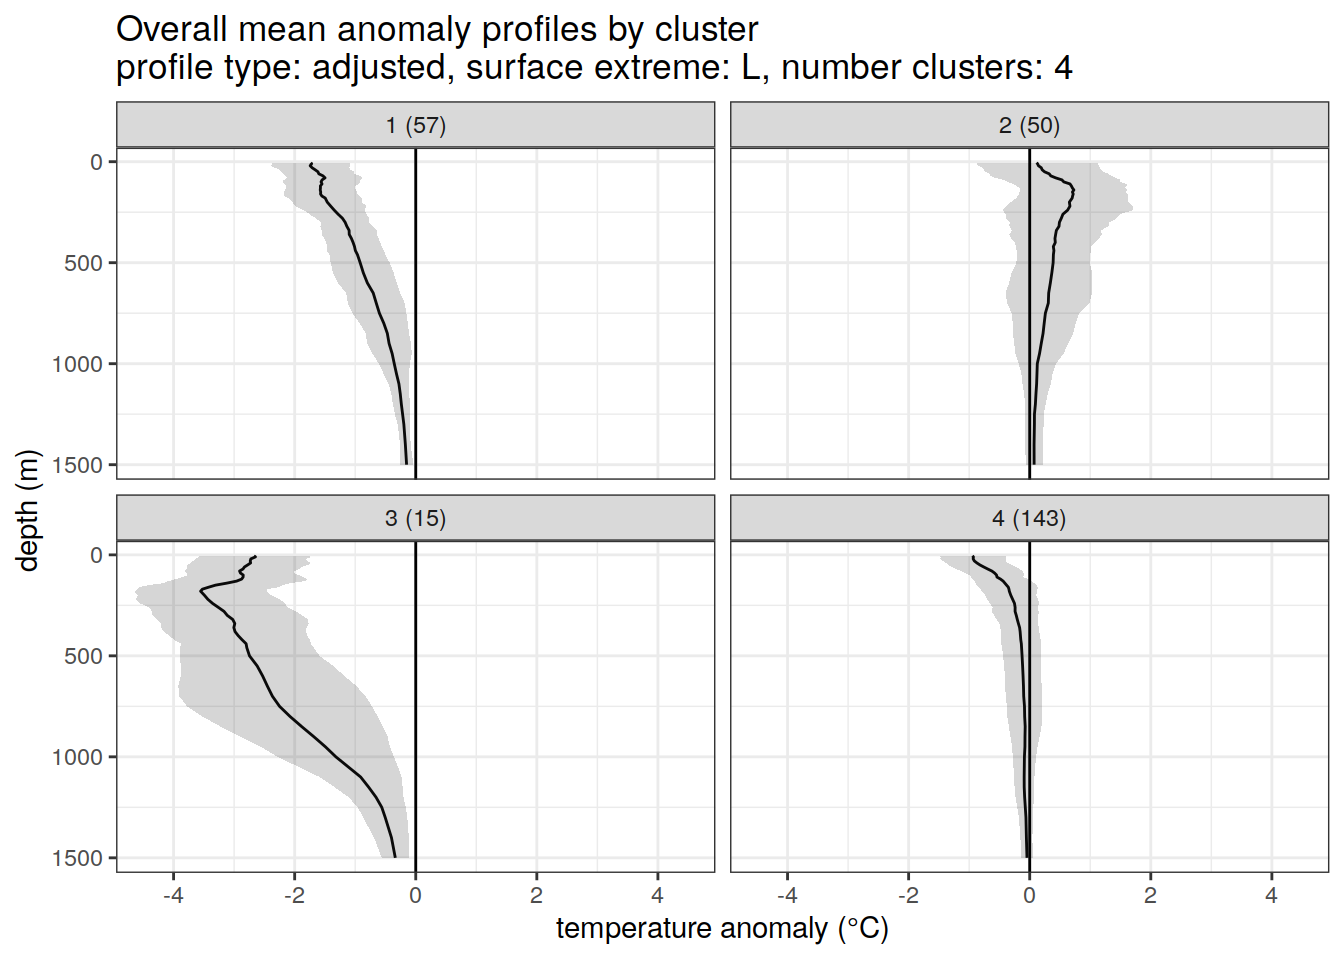 Overall mean anomaly profiles by cluster
profile type: adjusted, surface extreme: L, number clusters: 4
1 (57)
2 (50)
0
500
1000
1500
3 (15)
4 (143)
0
500
1000
1500
depth (m)
-4 -2 0 2 4
-4 -2 0 2 4
temperature anomaly (°C)